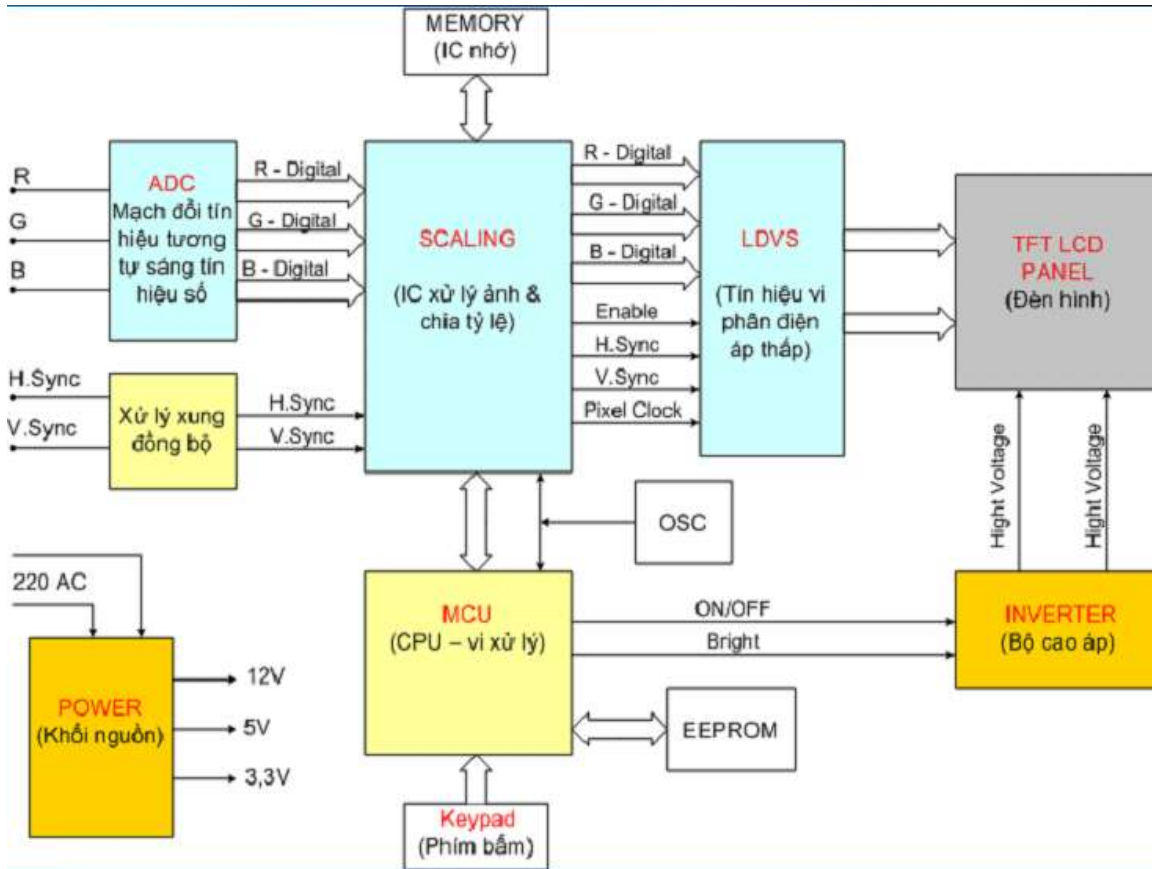 MEMORY
(IC nhớ)
R
G
B
ADC
Mạch đổi tín
hiệu tương
tự sáng tín
hiệu số
R - Digital
G - Digital
B - Digital
SCALING
(IC xử lý ảnh &
chia tỷ lệ)
R - Digital
G - Digital
B - Digital
Enable
H.Sync
V.Sync
Pixel Clock
LDVS
(Tín hiệu vi
phân điện
áp thấp)
TFT LCD
PANEL
(Đèn hình)
H.Sync
V.Sync
Xử lý xung
đồng bộ
H.Sync
V.Sync
OSC
Hight Voltage
Hight Voltage
220 AC
POWER
(Khối nguồn)
12V
5V
3,3V
MCU
(CPU – vi xử lý)
ON/OFF
Bright
INVERTER
(Bộ cao áp)
EEPROM
Keypad
(Phím bấm)